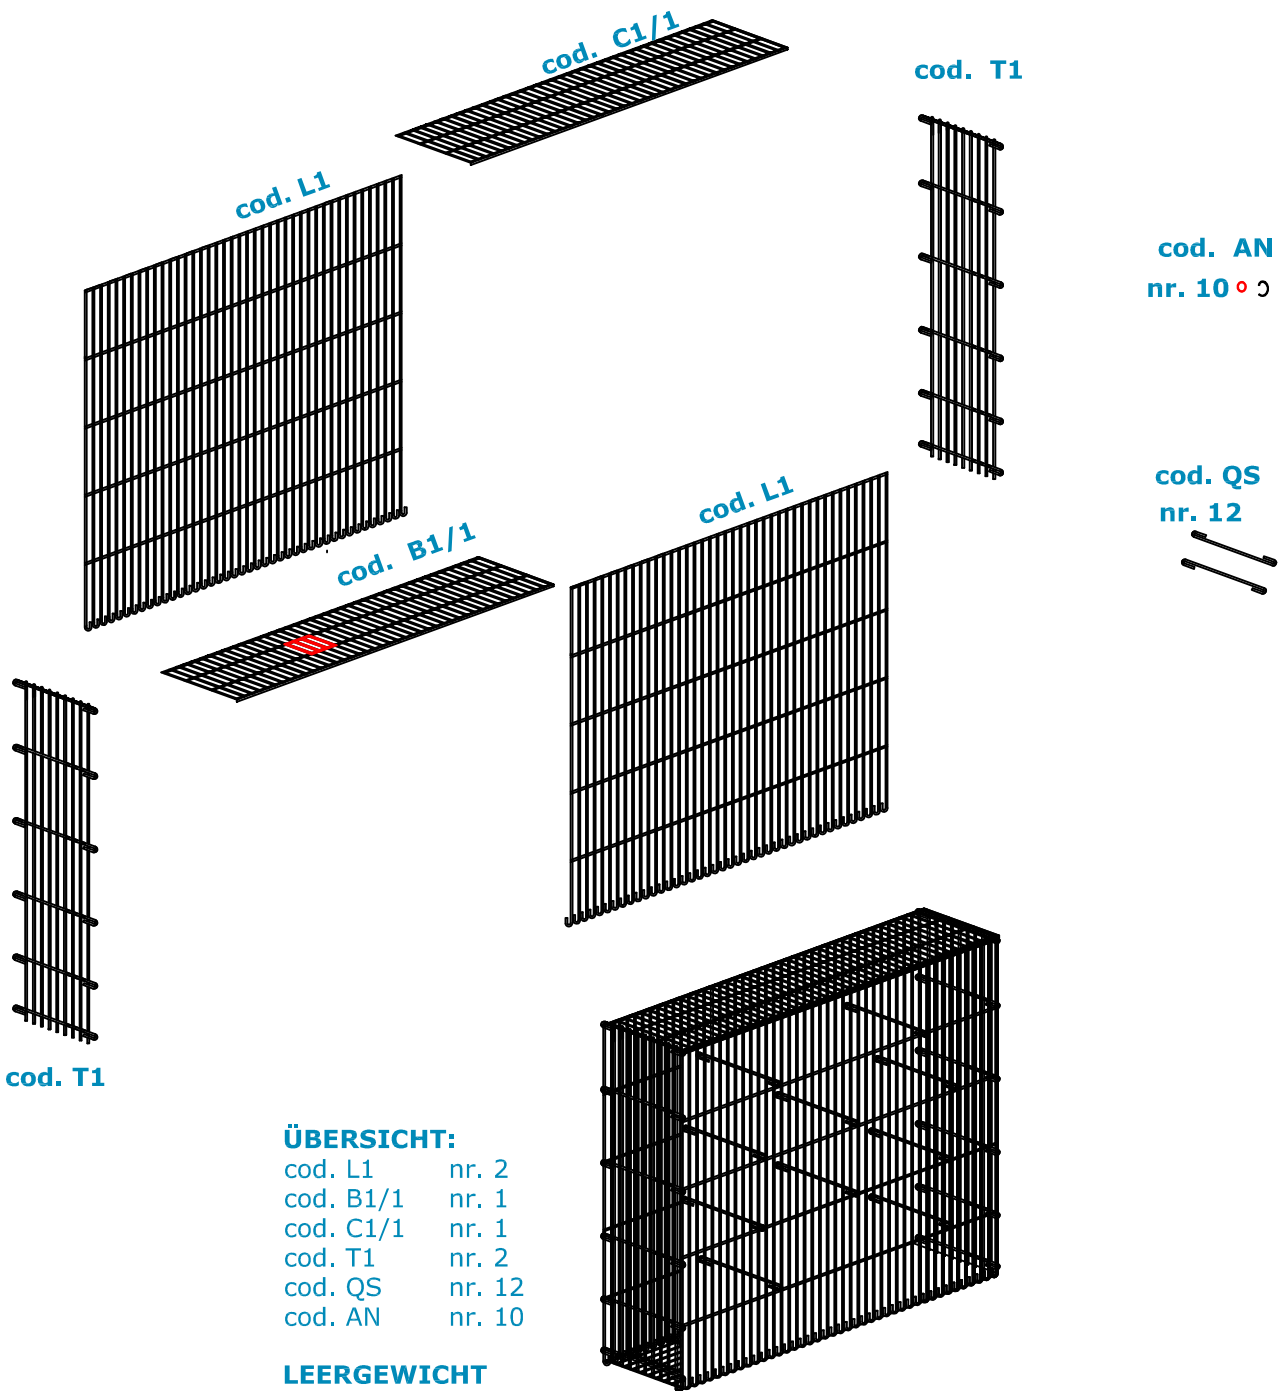 cod. C1/1
cod. T1
cod. L1
cod. AN
nr. 10
cod. L1
cod. QS
nr. 12
cod. B1/1
cod. T1
ÜBERSICHT:
cod. L1 nr. 2
cod. B1/1 nr. 1
cod. C1/1 nr. 1
cod. T1 nr. 2
cod. QS nr. 12
cod. AN nr. 10
LEERGEWICHT